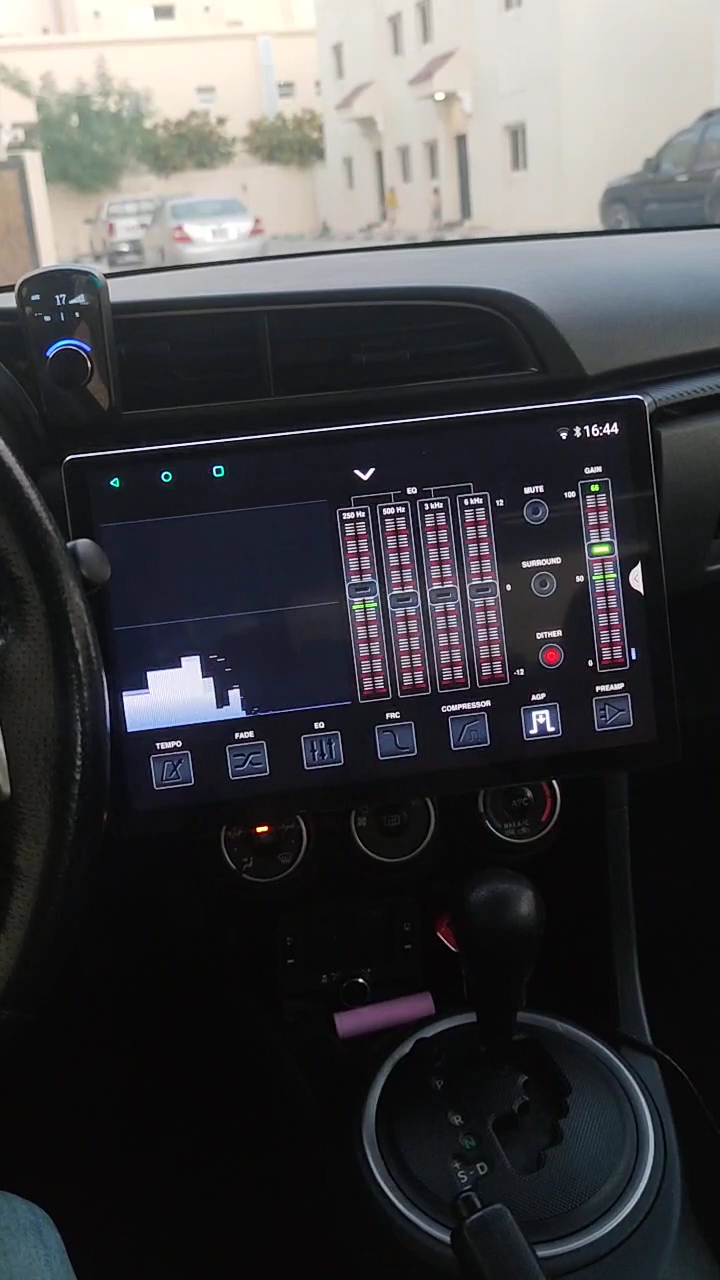 17
16:44
EQ
GAIN
250 Hz
500 Hz
3 kHz
6 kHz
12
MUTE
100
66
0
SURROUND
50
DITHER
-12
0
TEMPO
FADE
EQ
FRC
COMPRESSOR
AGP
PREAMP
A/C
P
R
N
+
S-D